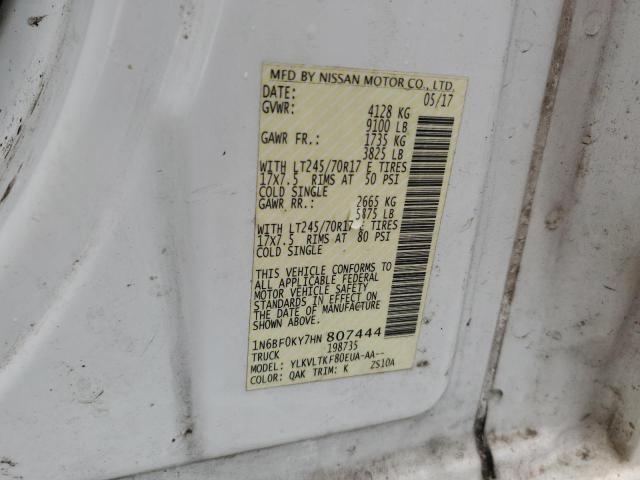 MFD BY NISSAN MOTOR CO., LTD.
DATE: 05/17
GVWR: 4128 KG
9100 LB
GAWR FR.: 1735 KG
3825 LB
WITH LT245/70R17 E TIRES
17X7.5 RIMS AT 50 PSI
COLD SINGLE
GAWR RR.: 2665 KG
5875 LB
WITH LT245/70R17 E TIRES
17X7.5 RIMS AT 80 PSI
COLD SINGLE
THIS VEHICLE CONFORMS TO
ALL APPLICABLE FEDERAL
MOTOR VEHICLE SAFETY
STANDARDS IN EFFECT ON
THE DATE OF MANUFACTURE
SHOWN ABOVE.
1N6BF0KY7HN 807444
TRUCK 198735
MODEL: YLKVLTKF80EUA-AA--
COLOR: QAK TRIM: K ZS10A